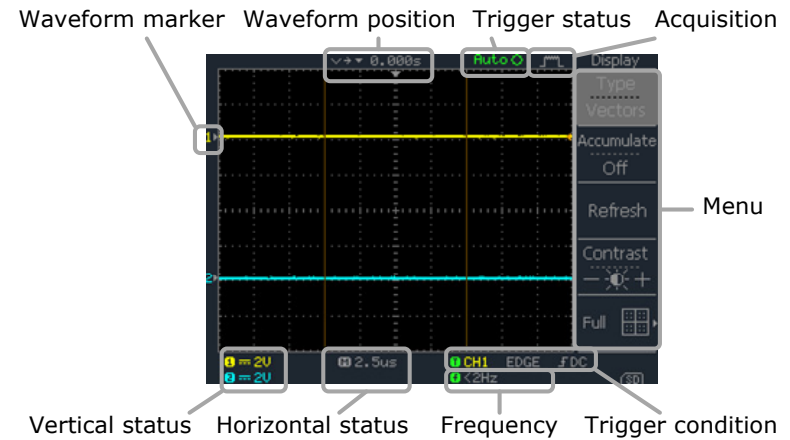 Waveform marker Waveform position Trigger status Acquisition
0.000s Auto Display
Type
Vectors
1
Accumulate
Off
Refresh
Menu
Contrast
2
Full
1 2V M 2.5us T CH1 EDGE DC
2 2V f <2Hz SD
Vertical status Horizontal status Frequency Trigger condition